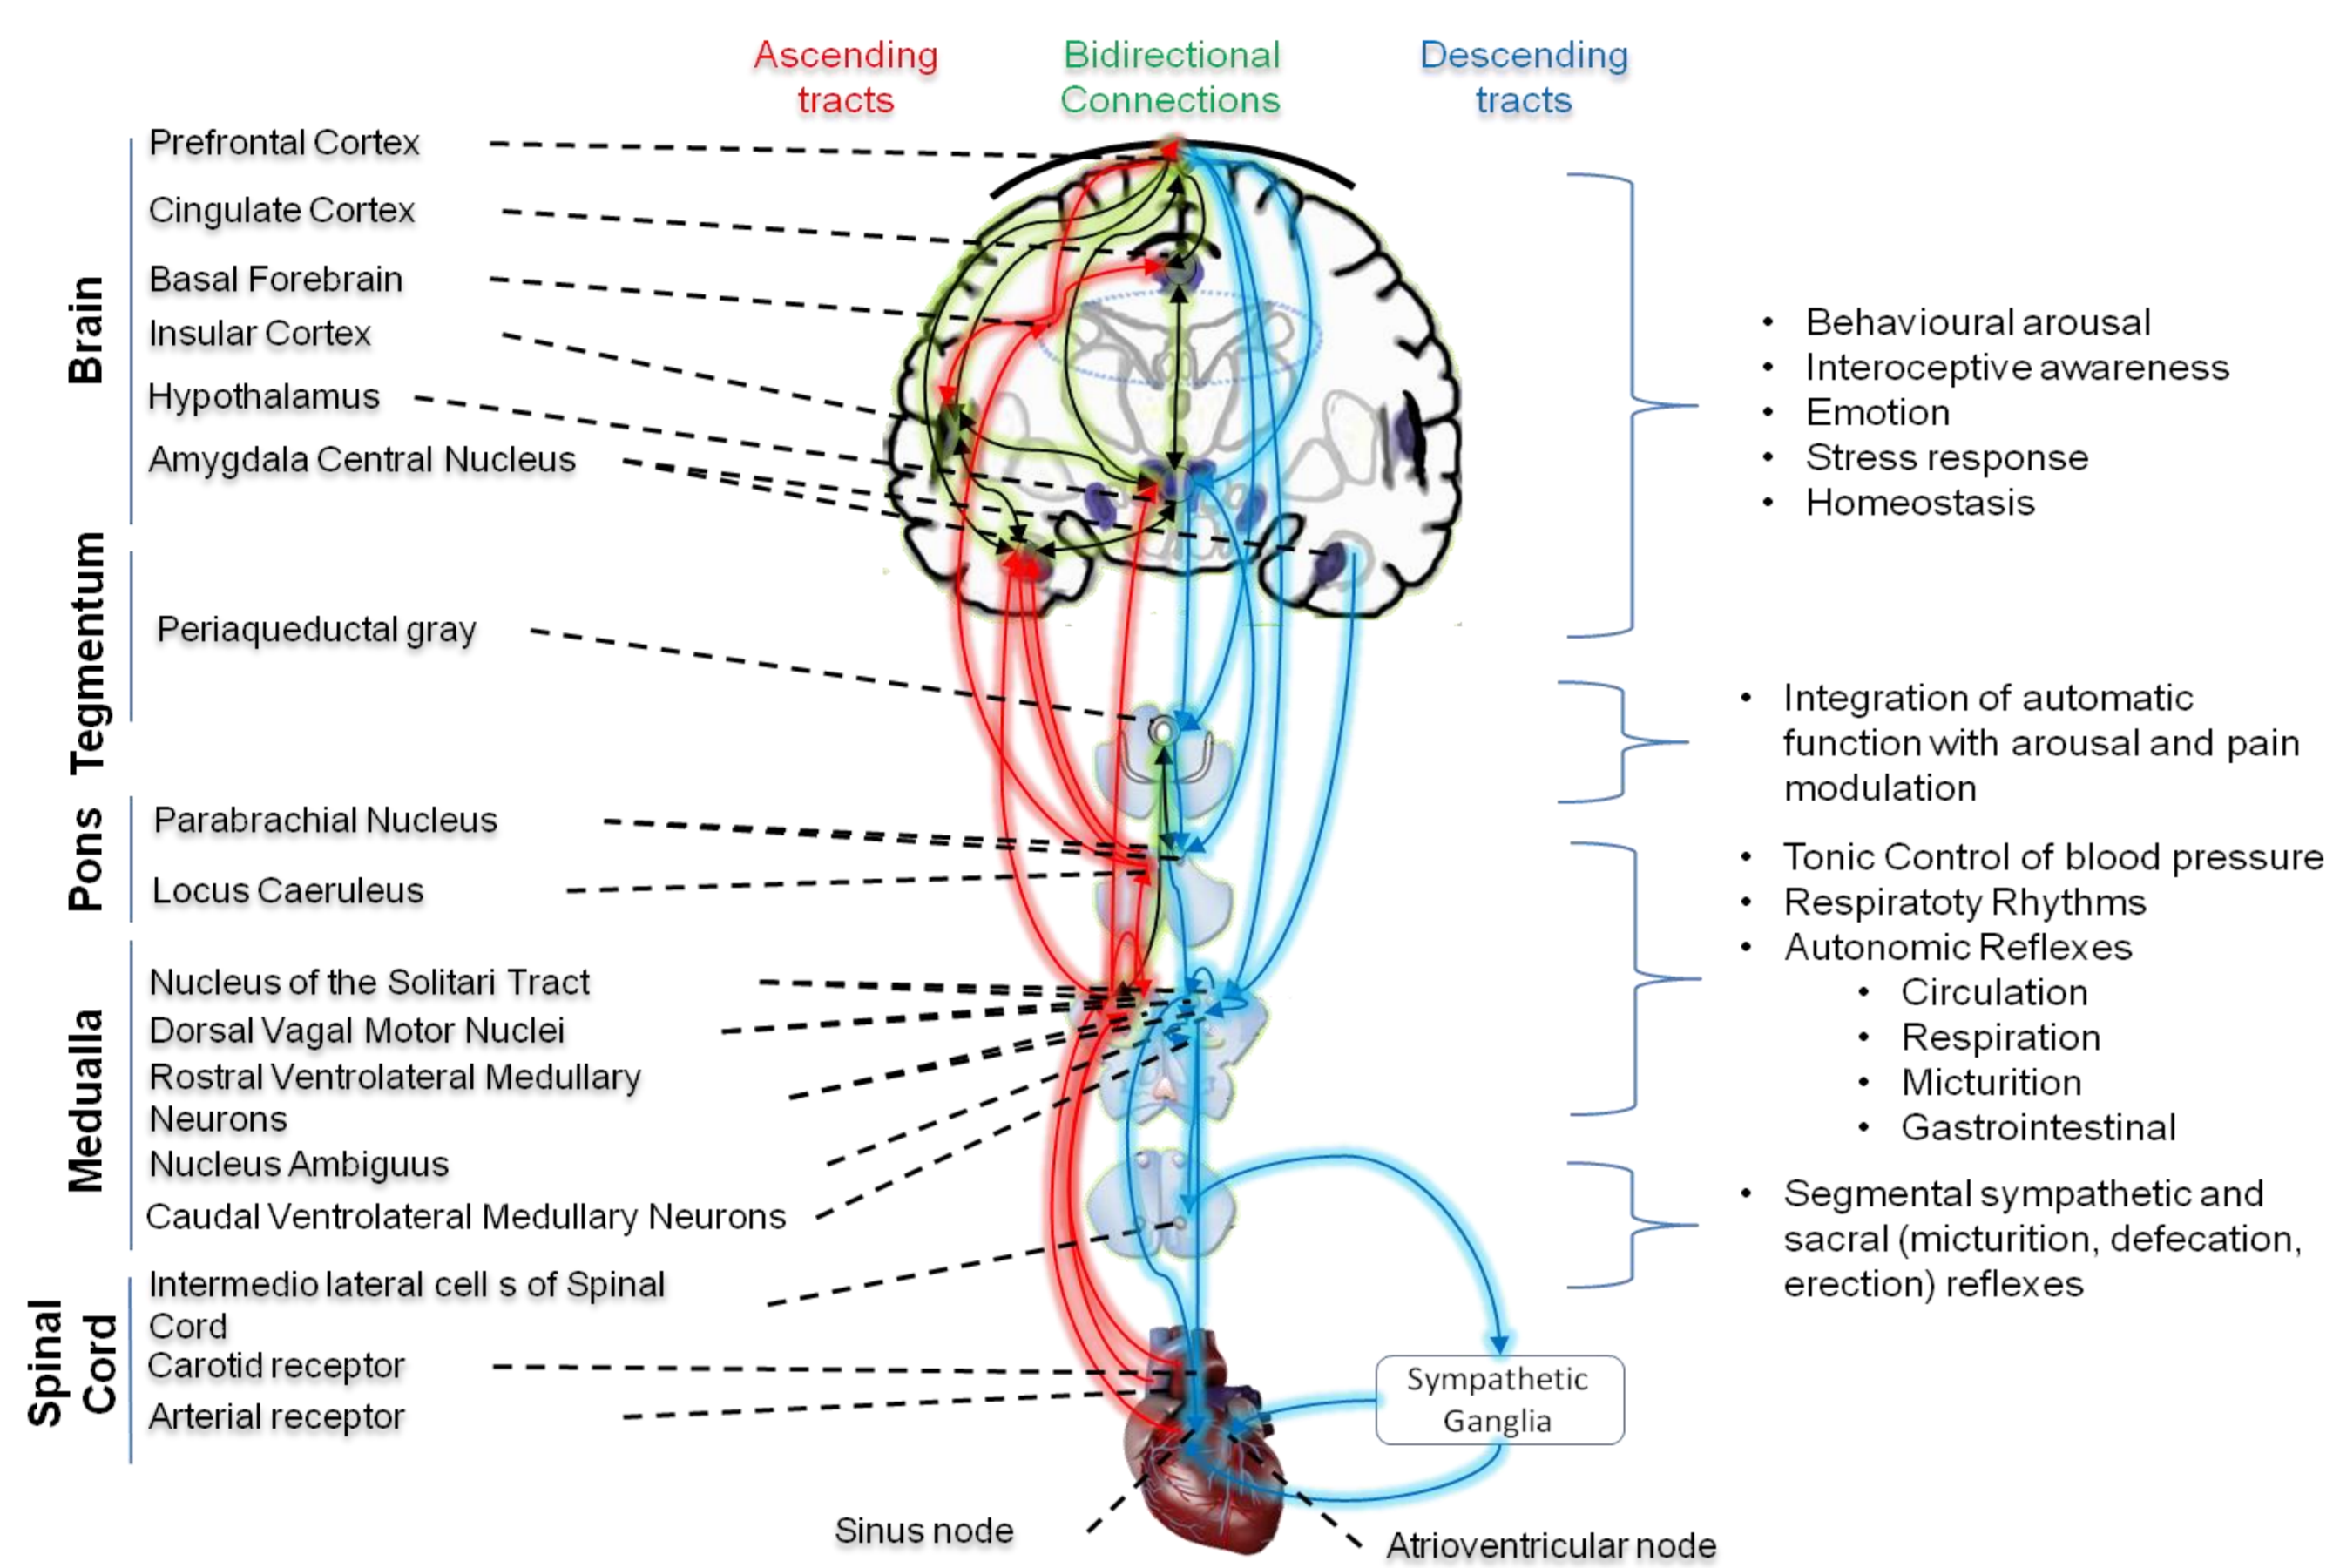 Ascending
tracts
Bidirectional
Connections
Descending
tracts
Brain
Prefrontal Cortex
Cingulate Cortex
Basal Forebrain
Insular Cortex
Hypothalamus
Amygdala Central Nucleus
Tegmentum
Periaqueductal gray
Pons
Parabrachial Nucleus
Locus Caeruleus
Medualla
Nucleus of the Solitari Tract
Dorsal Vagal Motor Nuclei
Rostral Ventrolateral Medullary
Neurons
Nucleus Ambiguus
Caudal Ventrolateral Medullary Neurons
Spinal
Cord
Intermedio lateral cell s of Spinal
Cord
Carotid receptor
Arterial receptor
Sinus node
Atrioventricular node
Sympathetic
Ganglia
• Behavioural arousal
• Interoceptive awareness
• Emotion
• Stress response
• Homeostasis
• Integration of automatic
function with arousal and pain
modulation
• Tonic Control of blood pressure
• Respiratoty Rhythms
• Autonomic Reflexes
• Circulation
• Respiration
• Micturition
• Gastrointestinal
• Segmental sympathetic and
sacral (micturition, defecation,
erection) reflexes